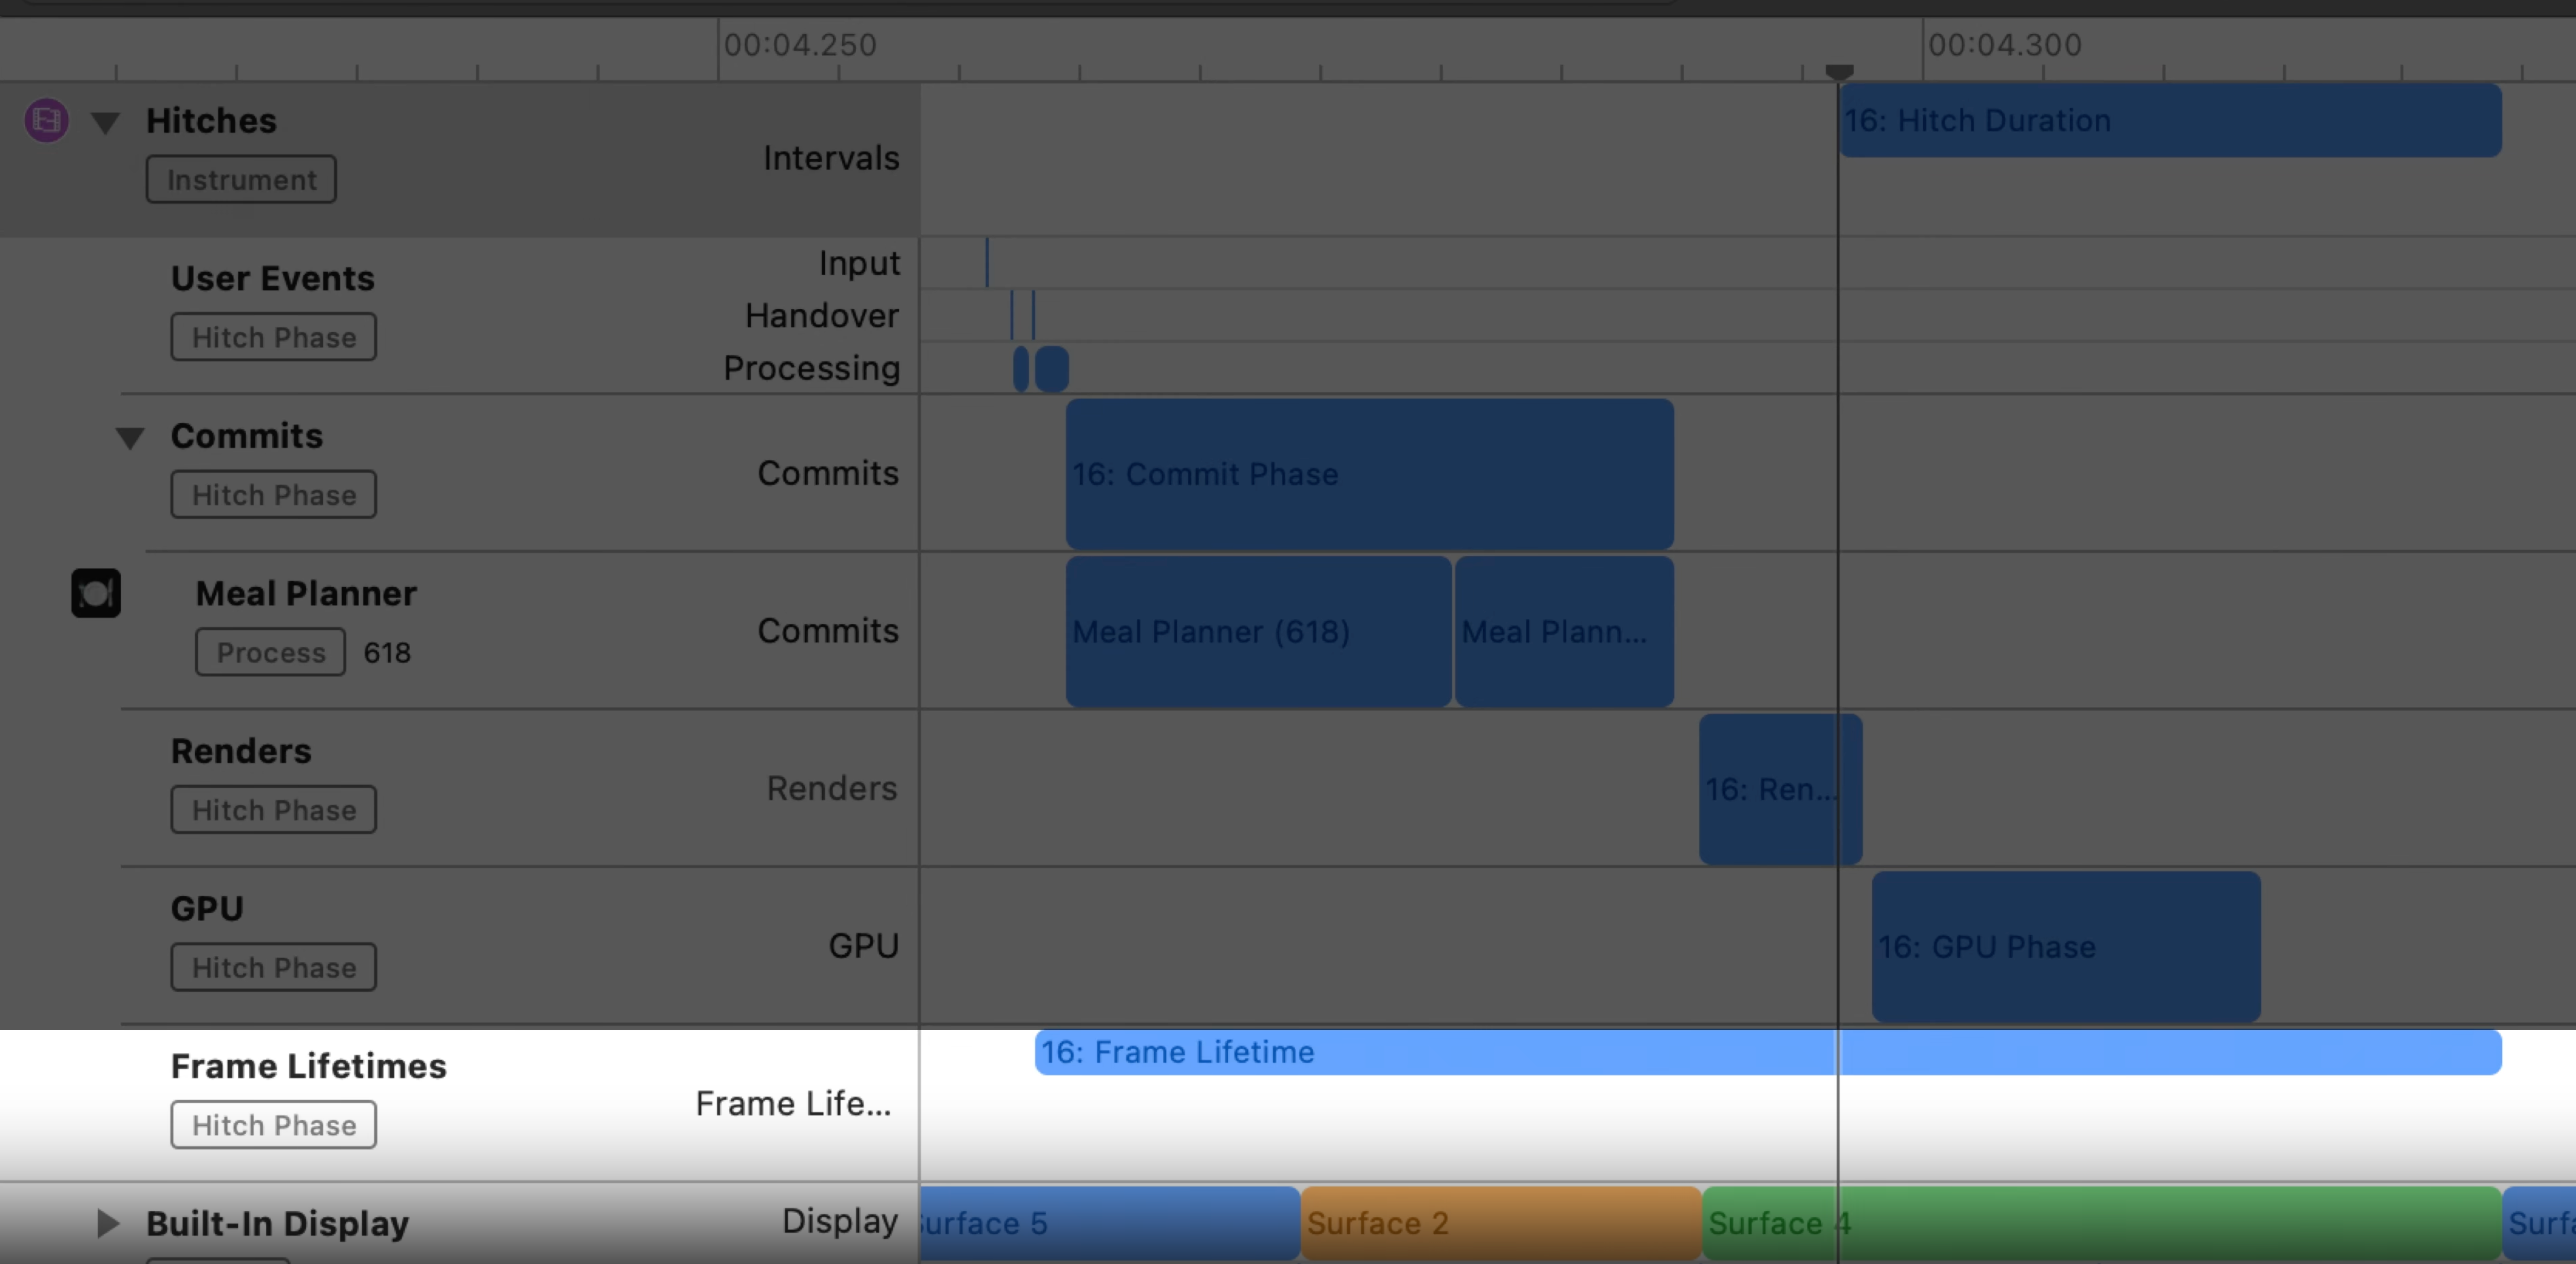 00:04.250
00:04.300
Hitches
Instrument
Intervals
16: Hitch Duration
User Events
Hitch Phase
Input
Handover
Processing
Commits
Hitch Phase
Commits
16: Commit Phase
Meal Planner
Process 618
Commits
Meal Planner (618)
Meal Plann...
Renders
Hitch Phase
Renders
16: Ren...
GPU
Hitch Phase
GPU
16: GPU Phase
Frame Lifetimes
Hitch Phase
Frame Life...
16: Frame Lifetime
Built-In Display
Display
urface 5
Surface 2
Surface 4
Surfa